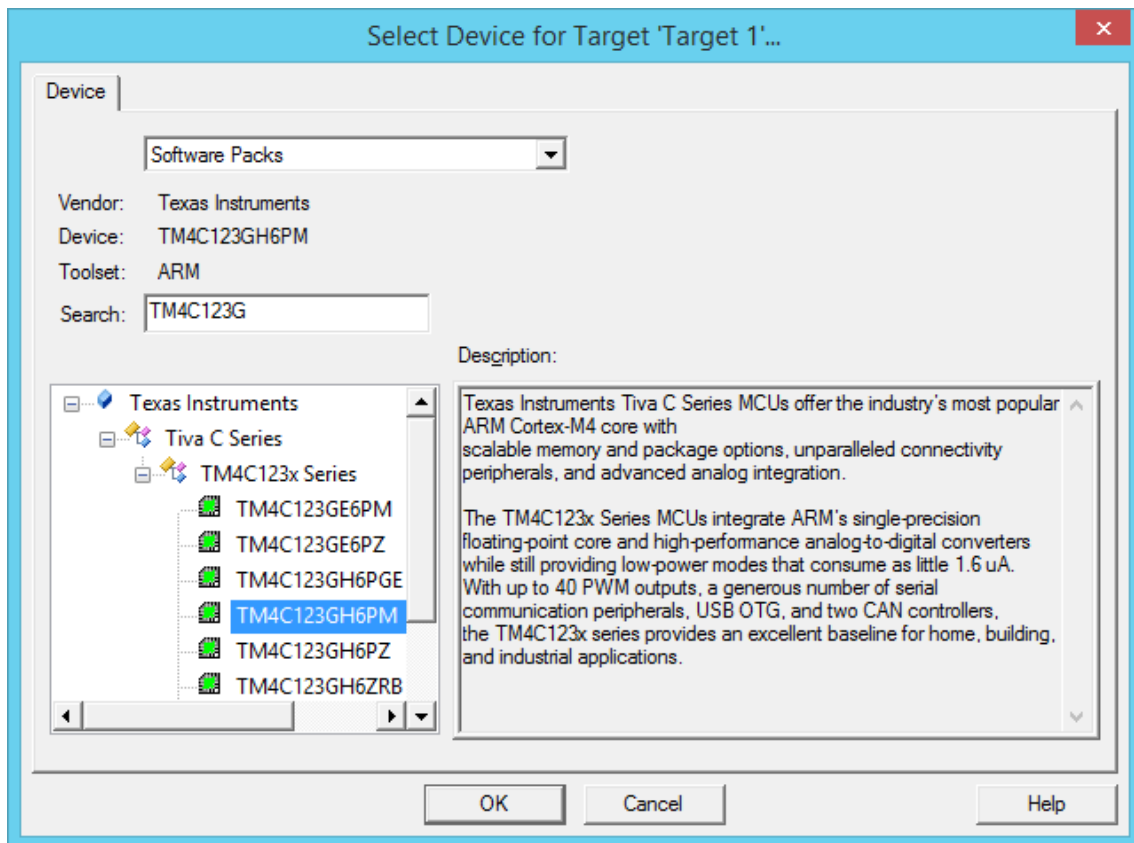 Select Device for Target 'Target 1'...
Device
Software Packs
Vendor: Texas Instruments
Device: TM4C123GH6PM
Toolset: ARM
Search: TM4C123G
Description:
Texas Instruments
Tiva C Series
TM4C123x Series
TM4C123GE6PM
TM4C123GE6PZ
TM4C123GH6PGE
TM4C123GH6PM
TM4C123GH6PZ
TM4C123GH6ZRB
Texas Instruments Tiva C Series MCUs offer the industry's most popular
ARM Cortex-M4 core with
scalable memory and package options, unparalleled connectivity
peripherals, and advanced analog integration.
The TM4C123x Series MCUs integrate ARM's single-precision
floating-point core and high-performance analog-to-digital converters
while still providing low-power modes that consume as little 1.6 uA.
With up to 40 PWM outputs, a generous number of serial
communication peripherals, USB OTG, and two CAN controllers,
the TM4C123x series provides an excellent baseline for home, building,
and industrial applications.
OK
Cancel
Help